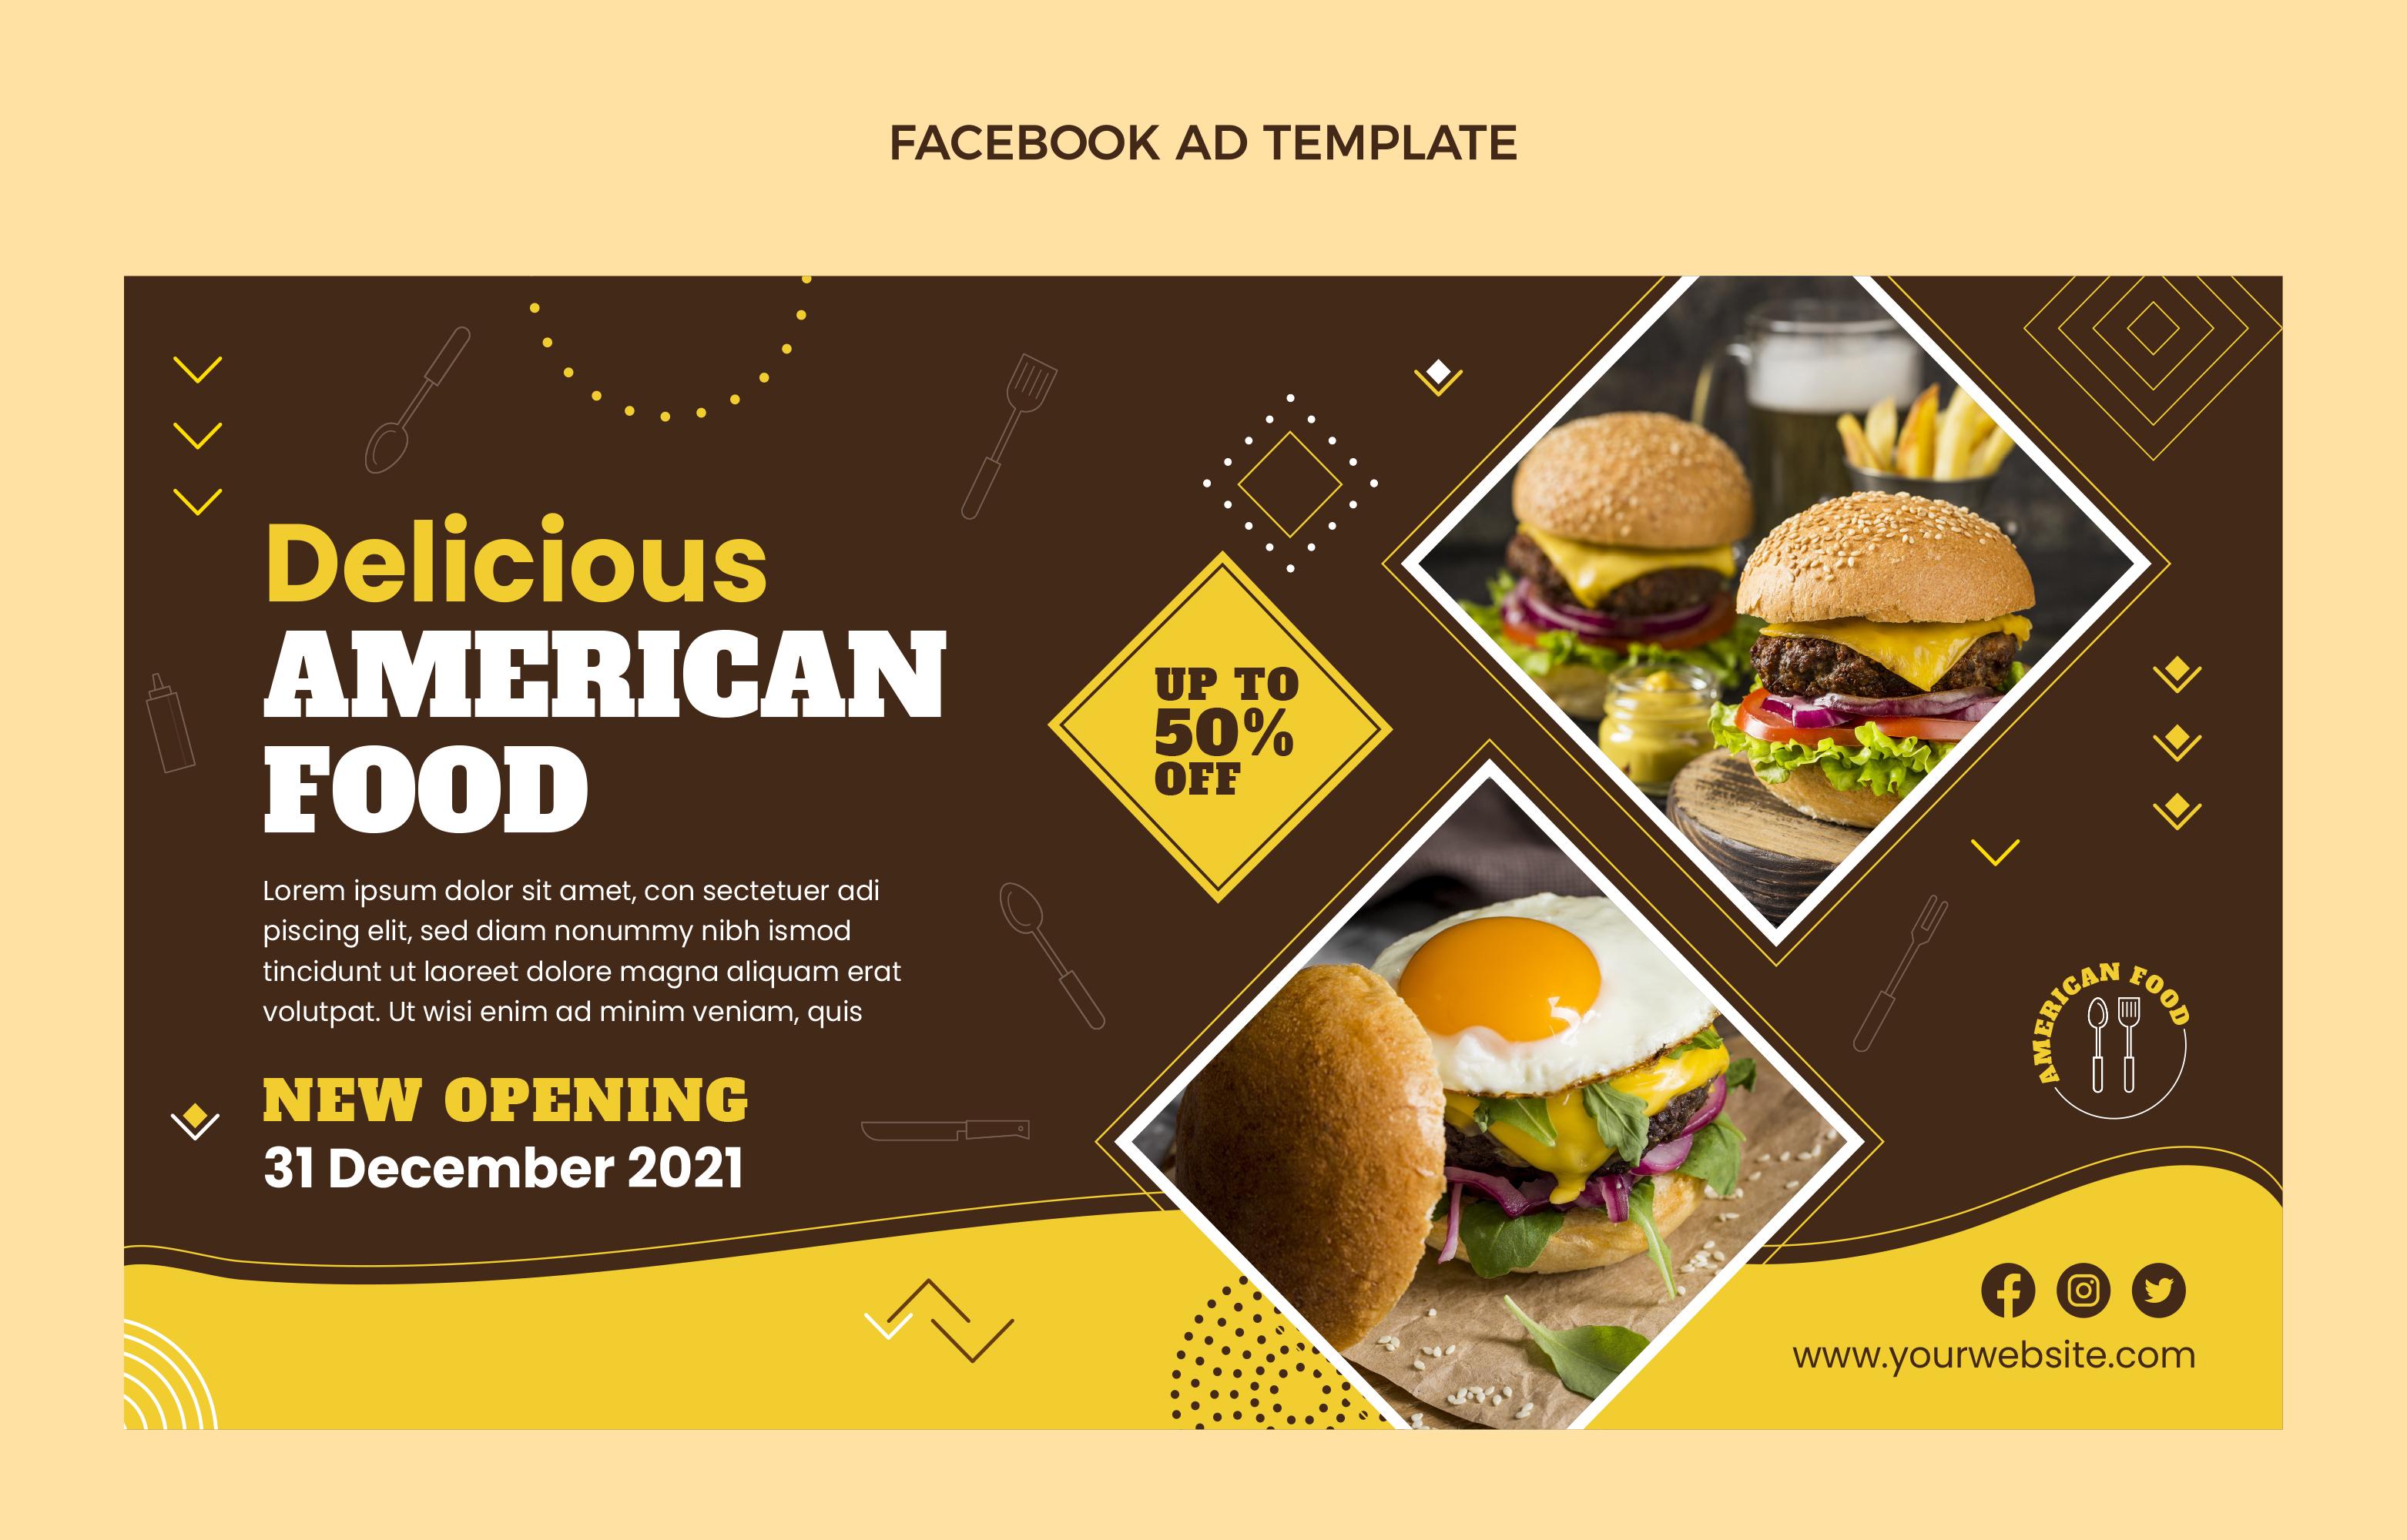 FACEBOOK AD TEMPLATE
Delicious
AMERICAN
FOOD
Lorem ipsum dolor sit amet, con sectetuer adi
piscing elit, sed diam nonummy nibh ismod
tincidunt ut laoreet dolore magna aliquam erat
volutpat. Ut wisi enim ad minim veniam, quis
NEW OPENING
31 December 2021
UP TO
50%
OFF
AMERICAN FOOD
www.yourwebsite.com